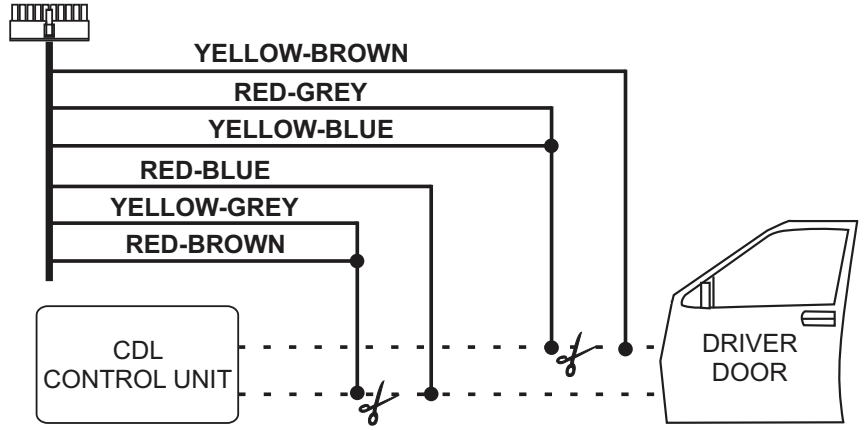 YELLOW-BROWN
RED-GREY
YELLOW-BLUE
RED-BLUE
YELLOW-GREY
RED-BROWN
CDL
CONTROL UNIT
DRIVER
DOOR